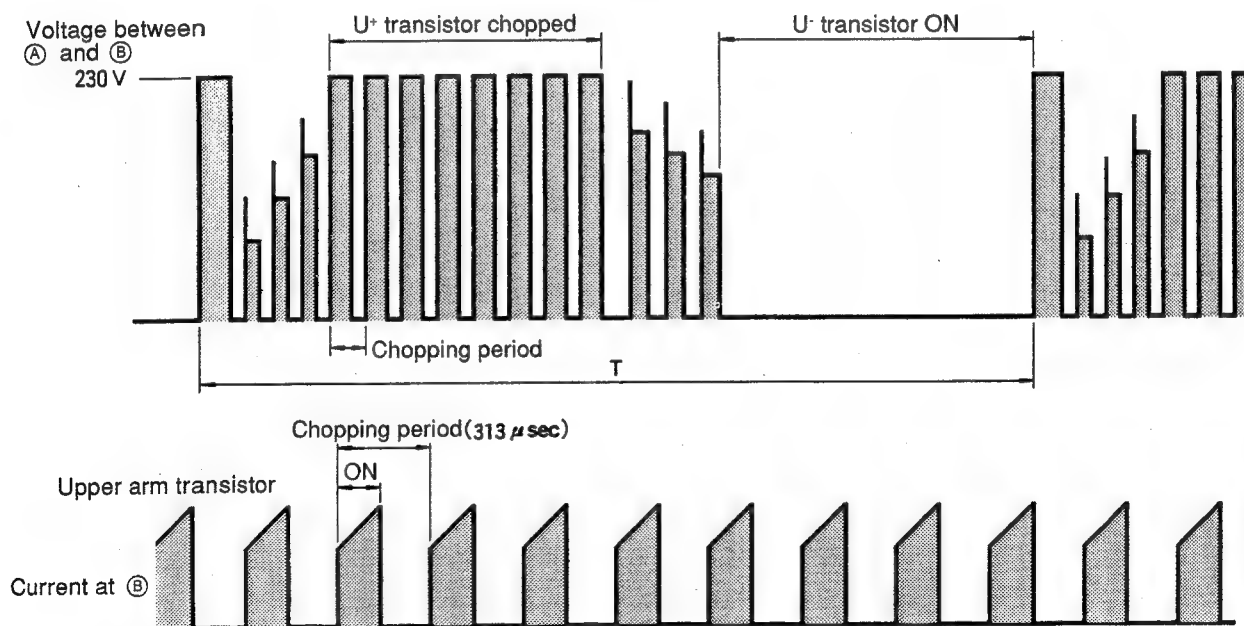 U⁺ transistor chopped
U⁻ transistor ON
Voltage between
Ⓐ and Ⓑ
230 V
Chopping period
T
Chopping period(313 μsec)
ON
Upper arm transistor
Current at Ⓑ